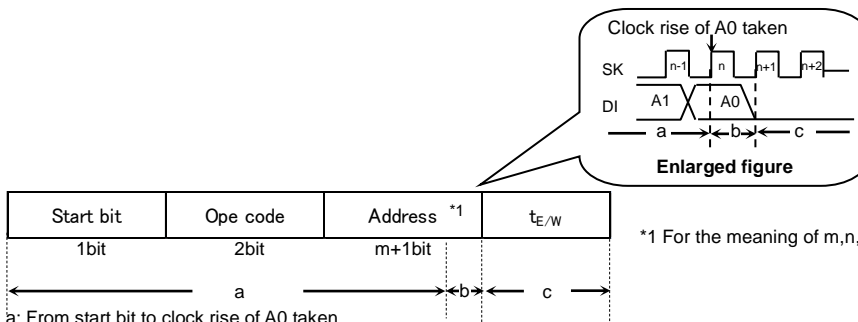 Clock rise of A0 taken
SK n-1 n n+1 n+2
DI A1 A0
a b c
Enlarged figure
Start bit Ope code Address *1 tE/W
1bit 2bit m+1bit
*1 For the meaning of m,n,
a b c
a: From start bit to clock rise of A0 taken